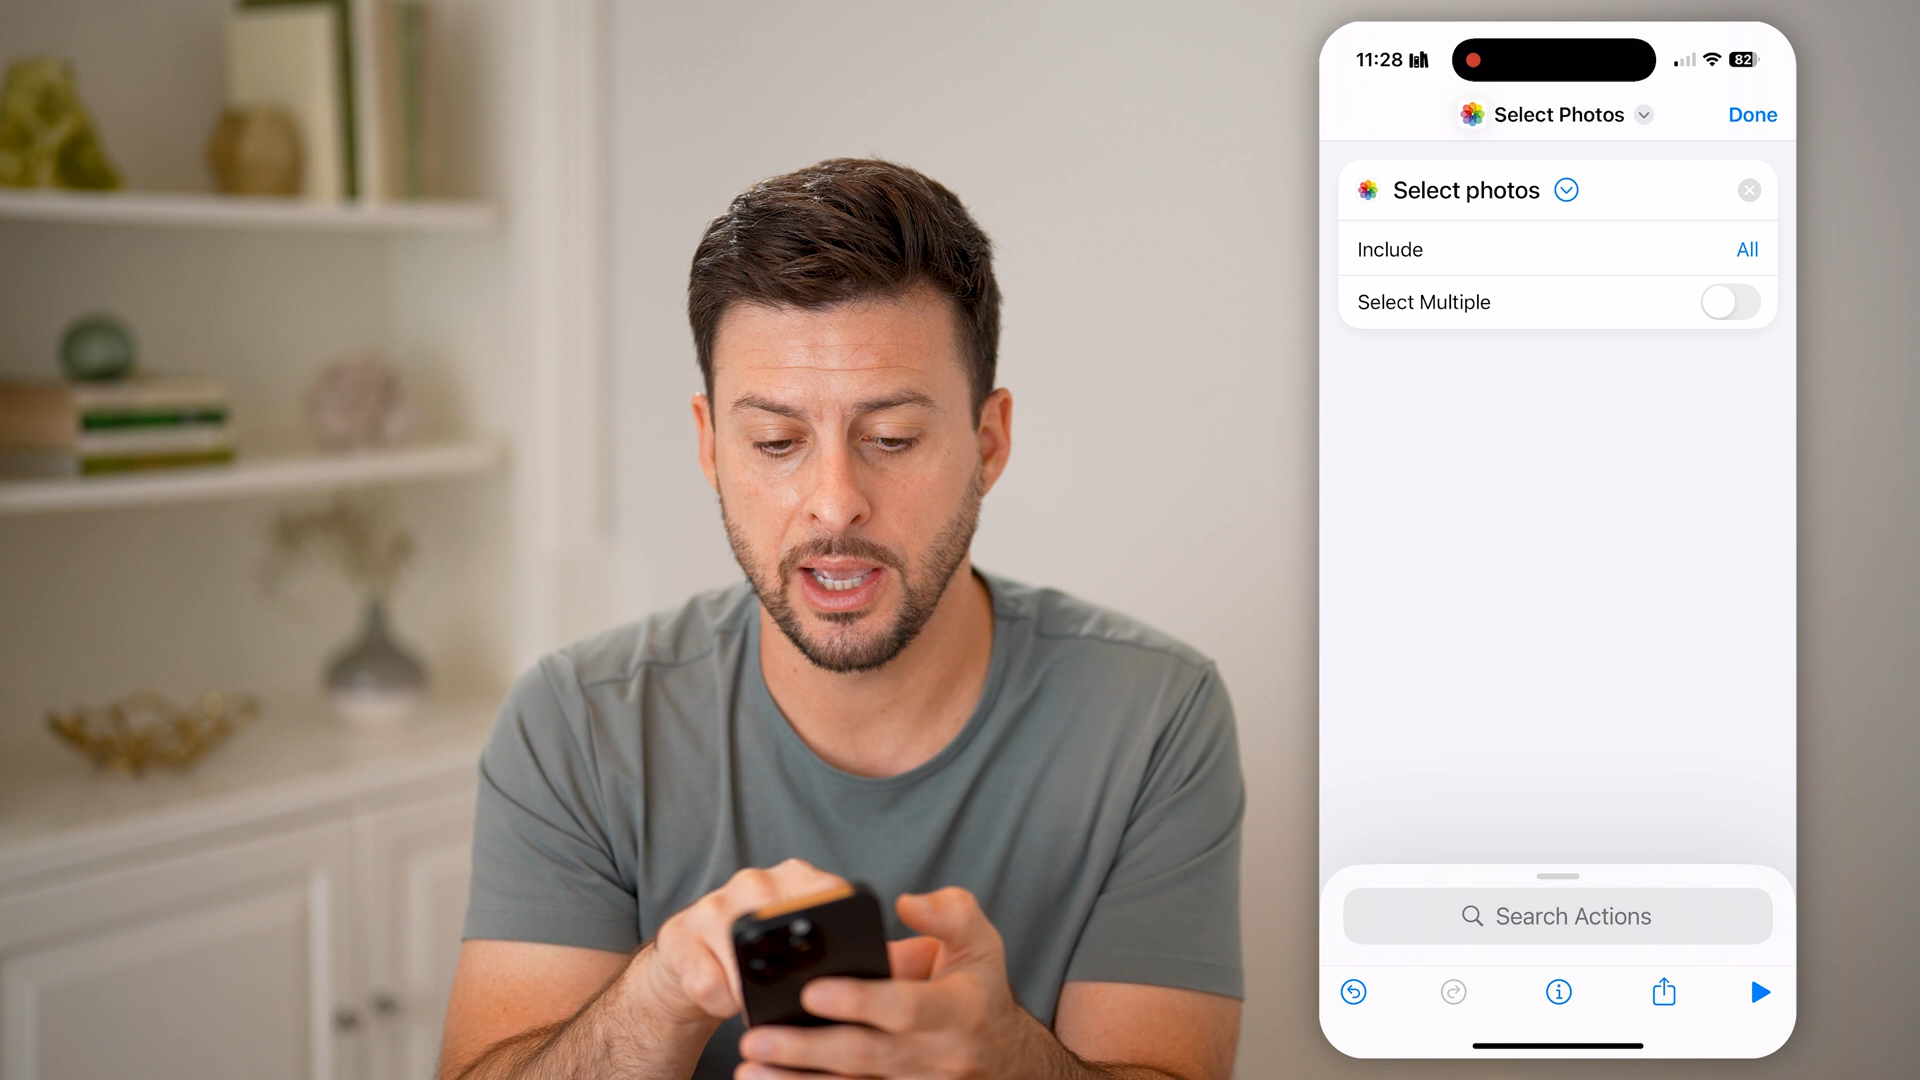 11:28
82
Select Photos
Done
Select photos
Include
All
Select Multiple
Search Actions